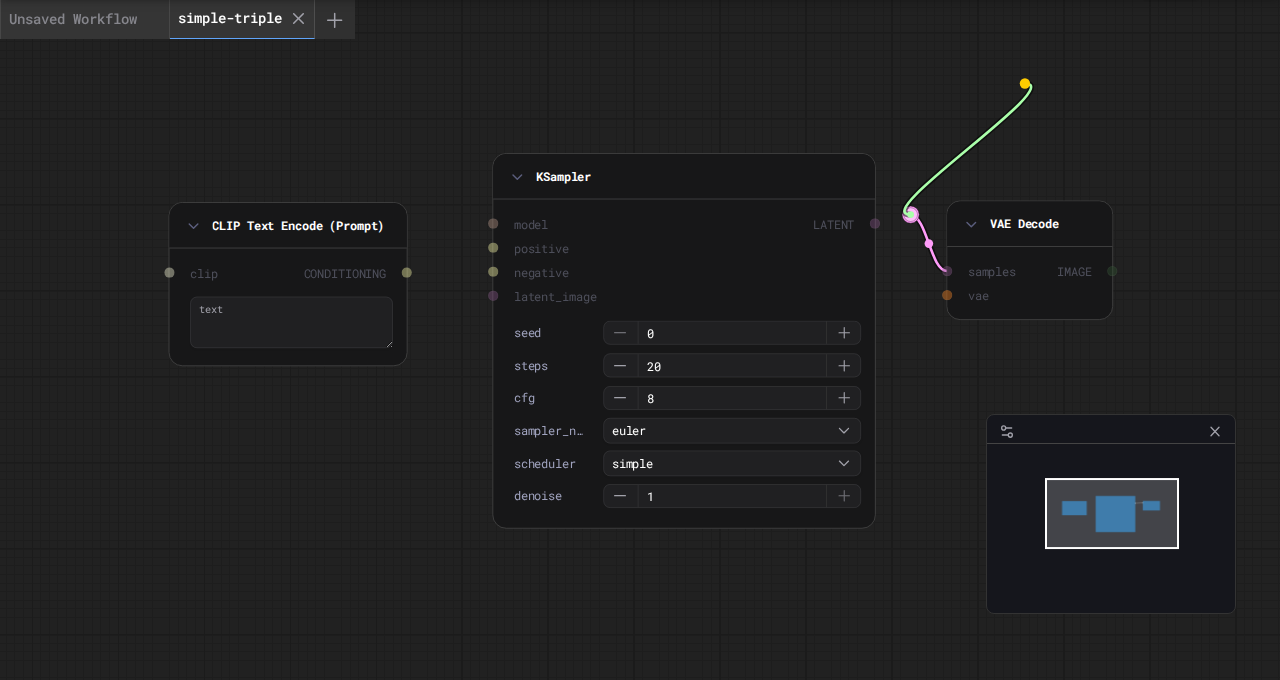 Unsaved Workflow
simple-triple
CLIP Text Encode (Prompt)
clip
CONDITIONING
text
KSampler
model
LATENT
positive
negative
latent_image
seed
0
steps
20
cfg
8
sampler_n…
euler
scheduler
simple
denoise
1
VAE Decode
samples
IMAGE
vae